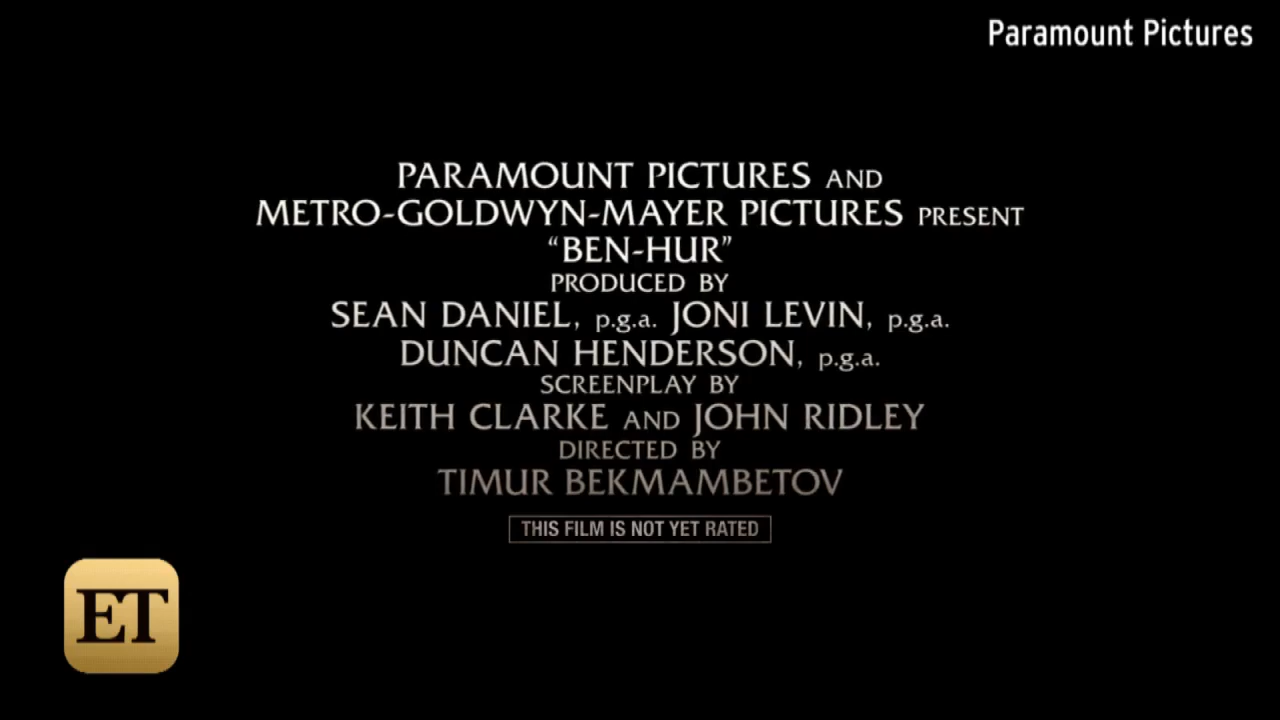 Paramount Pictures
PARAMOUNT PICTURES AND
METRO-GOLDWYN-MAYER PICTURES PRESENT
“BEN-HUR”
PRODUCED BY
SEAN DANIEL, p.g.a. JONI LEVIN, p.g.a.
DUNCAN HENDERSON, p.g.a.
SCREENPLAY BY
KEITH CLARKE AND JOHN RIDLEY
DIRECTED BY
TIMUR BEKMAMBETOV
THIS FILM IS NOT YET RATED
ET